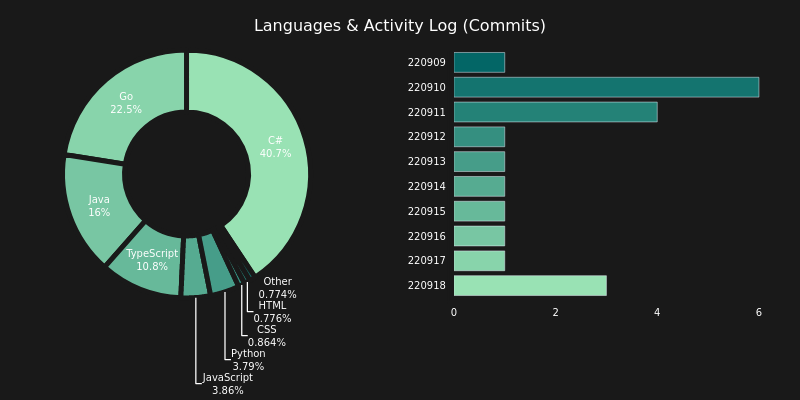 Languages & Activity Log (Commits)
Go
22.5%
C#
40.7%
Java
16%
TypeScript
10.8%
Other
0.774%
HTML
0.776%
CSS
0.864%
Python
3.79%
JavaScript
3.86%
220909
220910
220911
220912
220913
220914
220915
220916
220917
220918
0 2 4 6